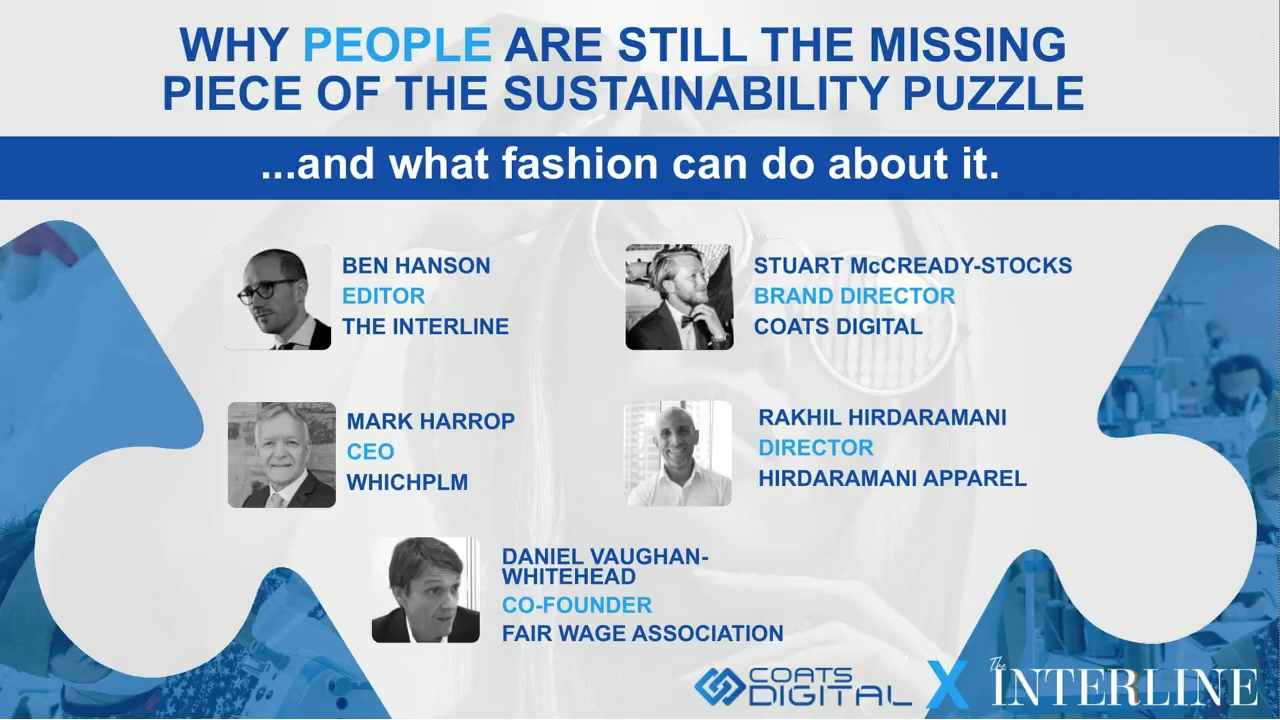 WHY PEOPLE ARE STILL THE MISSING
PIECE OF THE SUSTAINABILITY PUZZLE
...and what fashion can do about it.
BEN HANSON
EDITOR
THE INTERLINE
STUART McCREADY-STOCKS
BRAND DIRECTOR
COATS DIGITAL
MARK HARROP
CEO
WHICHPLM
RAKHIL HIRDARAMANI
DIRECTOR
HIRDARAMANI APPAREL
DANIEL VAUGHAN-
WHITEHEAD
CO-FOUNDER
FAIR WAGE ASSOCIATION
COATS
DIGITAL
X
The
INTERLINE